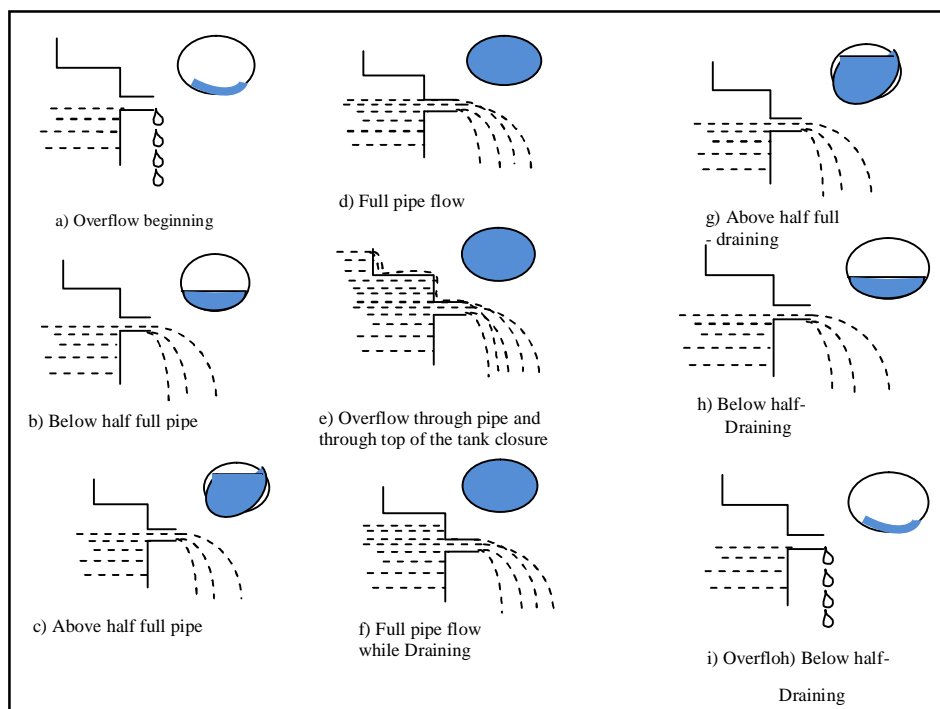 a) Overflow beginning
b) Below half full pipe
c) Above half full pipe
d) Full pipe flow
e) Overflow through pipe and
through top of the tank closure
f) Full pipe flow
while Draining
g) Above half full
- draining
h) Below half-
Draining
i) Overfloh) Below half-
Draining